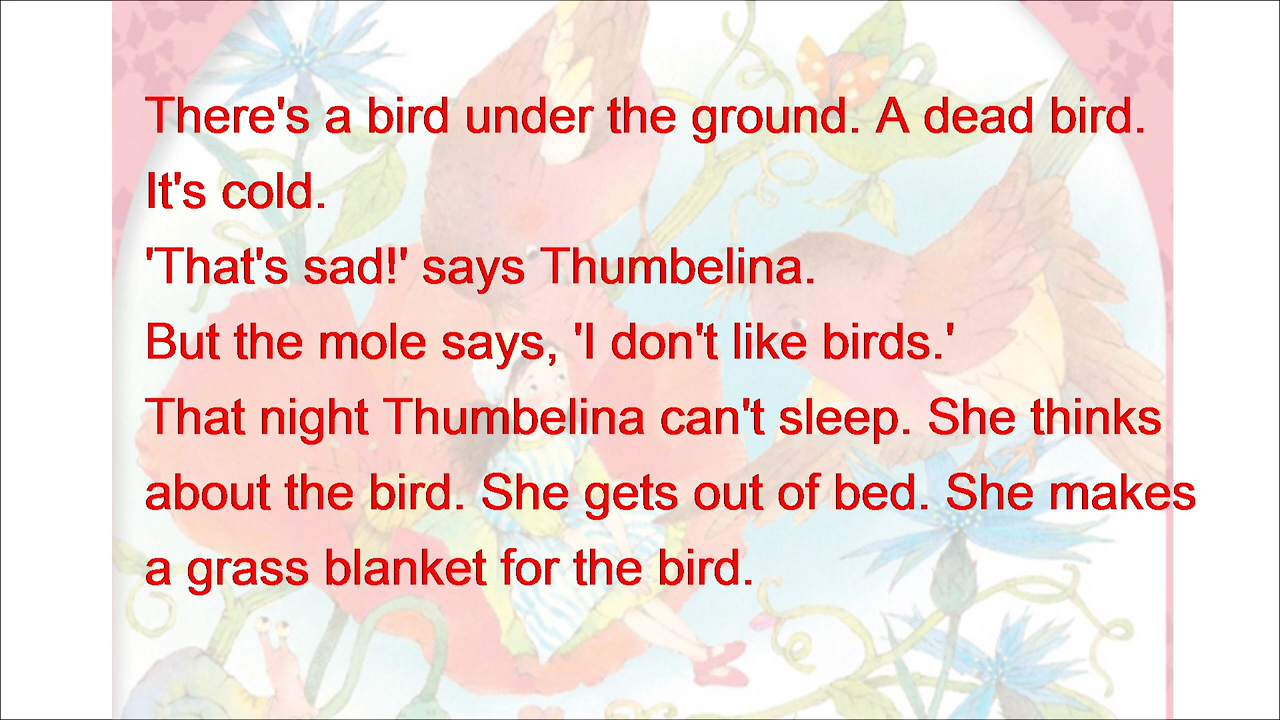 There's a bird under the ground. A dead bird.
It's cold.
'That's sad!' says Thumbelina.
But the mole says, 'I don't like birds.'
That night Thumbelina can't sleep. She thinks
about the bird. She gets out of bed. She makes
a grass blanket for the bird.